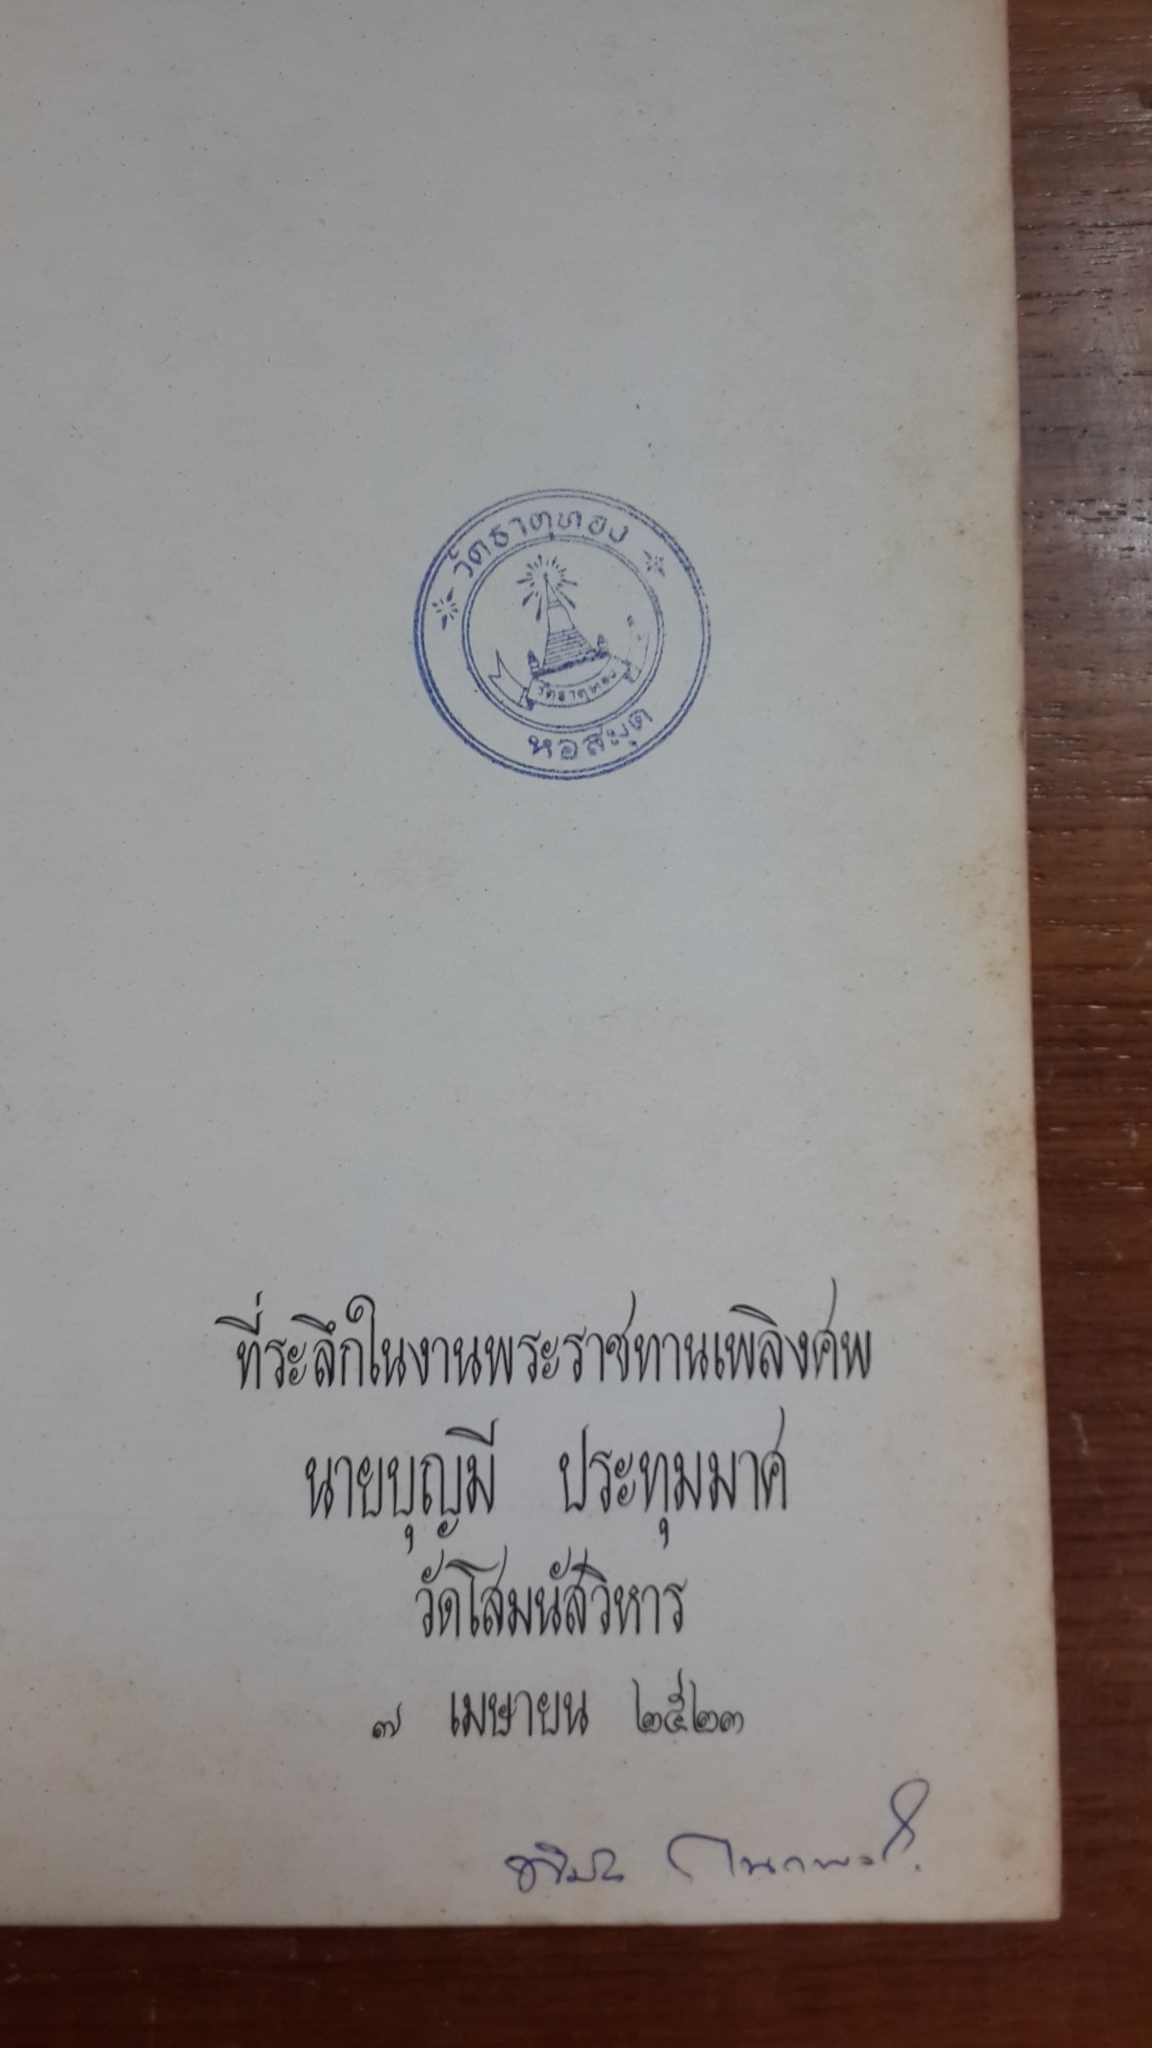 วัดธาตุทอง
วัดธาตุทอง
หอสมุด
ที่ระลึกในงานพระราชทานเพลิงศพ
นายบุญมี ประทุมมาศ
วัดโสมนัสวิหาร
๗ เมษายน ๒๕๒๓